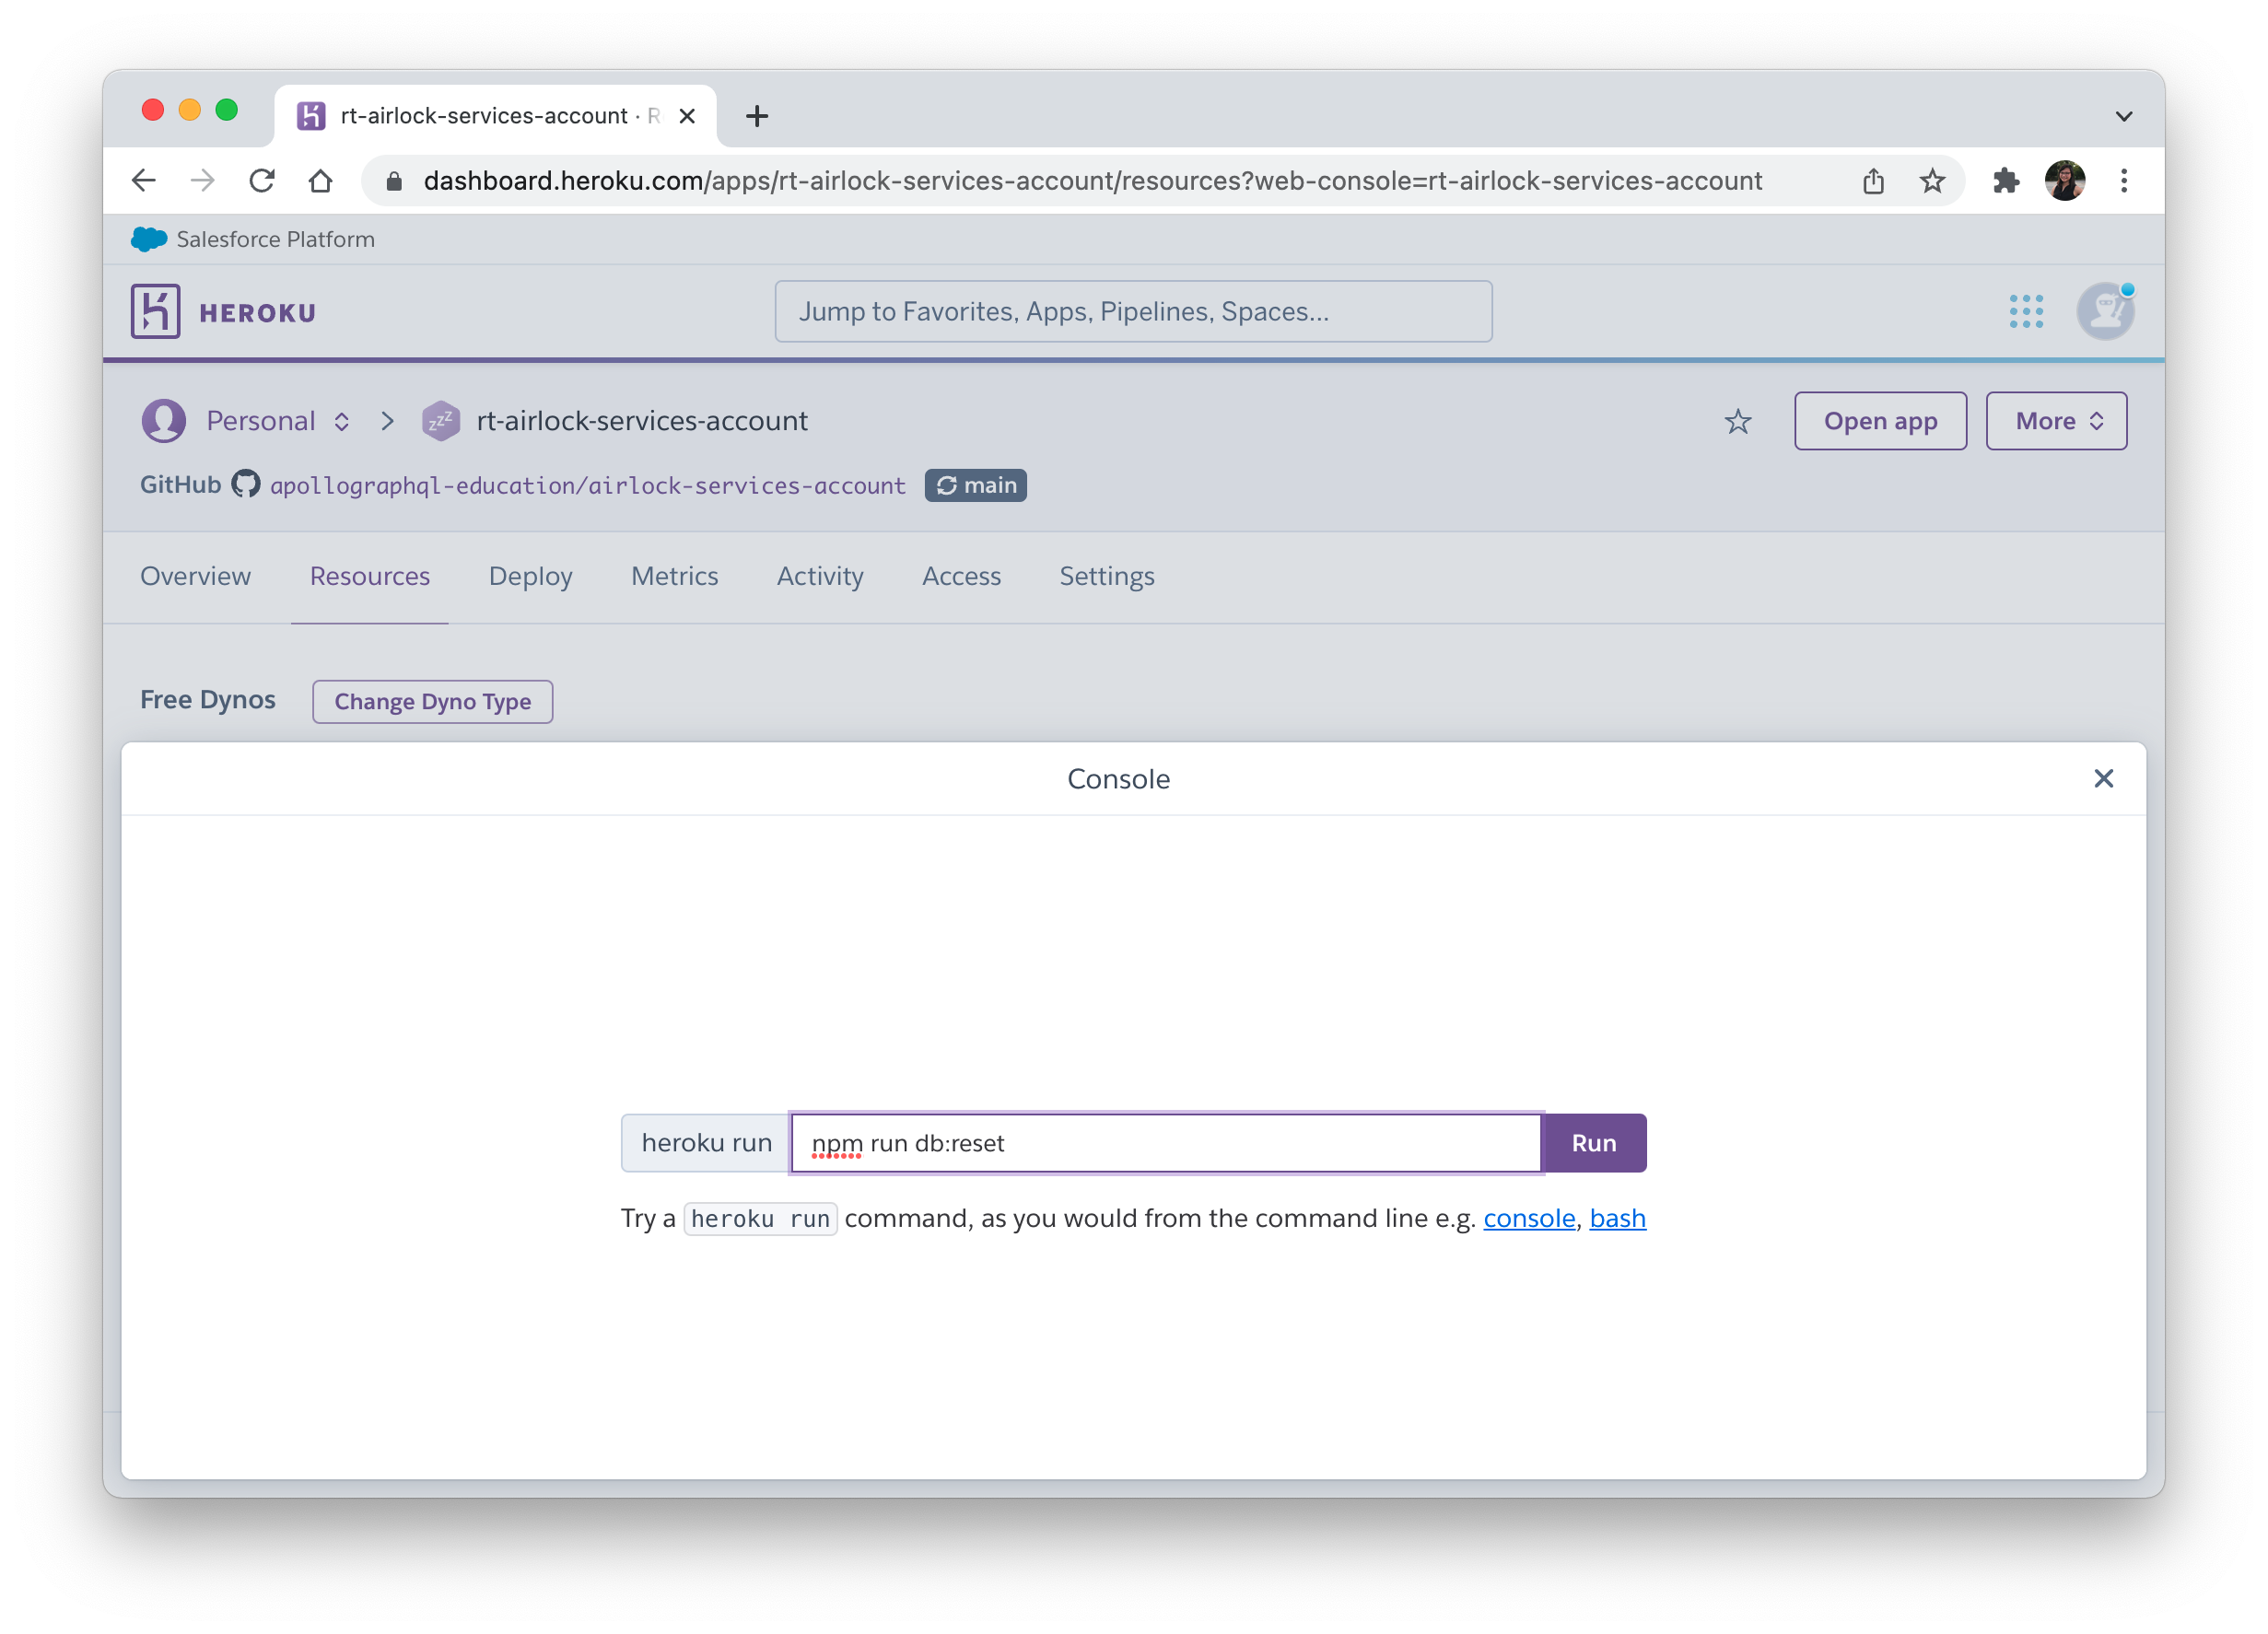 rt-airlock-services-account · R
dashboard.heroku.com/apps/rt-airlock-services-account/resources?web-console=rt-airlock-services-account
Salesforce Platform
HEROKU
Jump to Favorites, Apps, Pipelines, Spaces...
Personal
zzz
rt-airlock-services-account
Open app
More
GitHub apollographql-education/airlock-services-account main
Overview Resources Deploy Metrics Activity Access Settings
Free Dynos Change Dyno Type
Console
heroku run npm run db:reset Run
Try a heroku run command, as you would from the command line e.g. console, bash